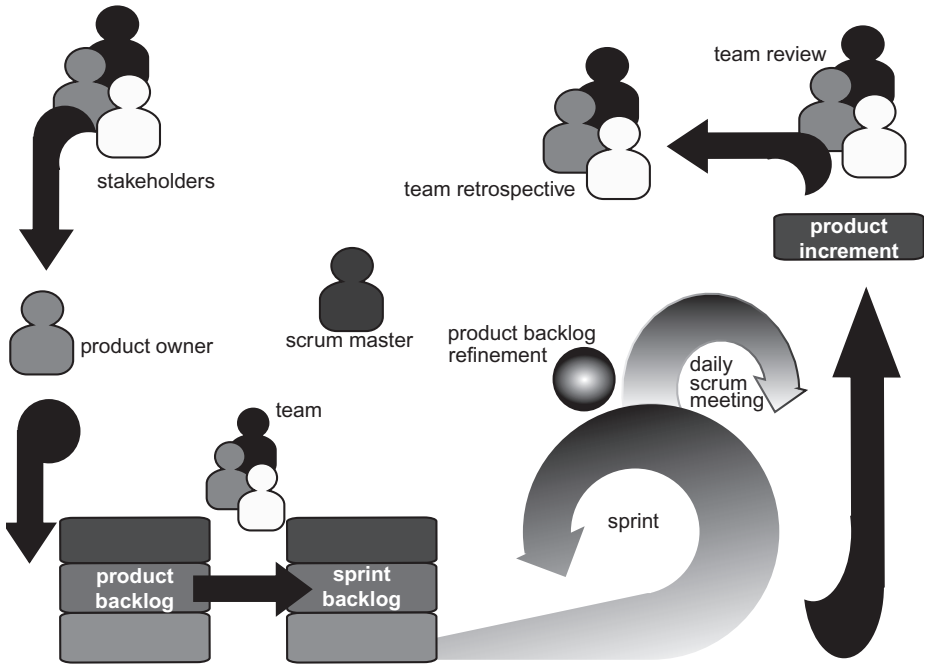 team review
stakeholders
team retrospective
product
increment
product owner
scrum master
product backlog
refinement
daily
scrum
meeting
team
sprint
product
backlog
sprint
backlog